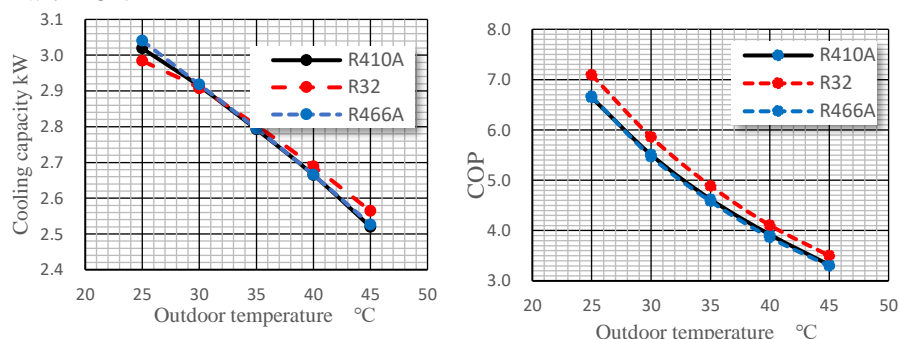 3.1
3.0
2.9
2.8
2.7
2.6
2.5
2.4
Cooling capacity kW
20 25 30 35 40 45 50
Outdoor temperature ℃
R410A
R32
R466A
8.0
7.0
6.0
5.0
4.0
3.0
COP
20 25 30 35 40 45 50
Outdoor temperature ℃
R410A
R32
R466A